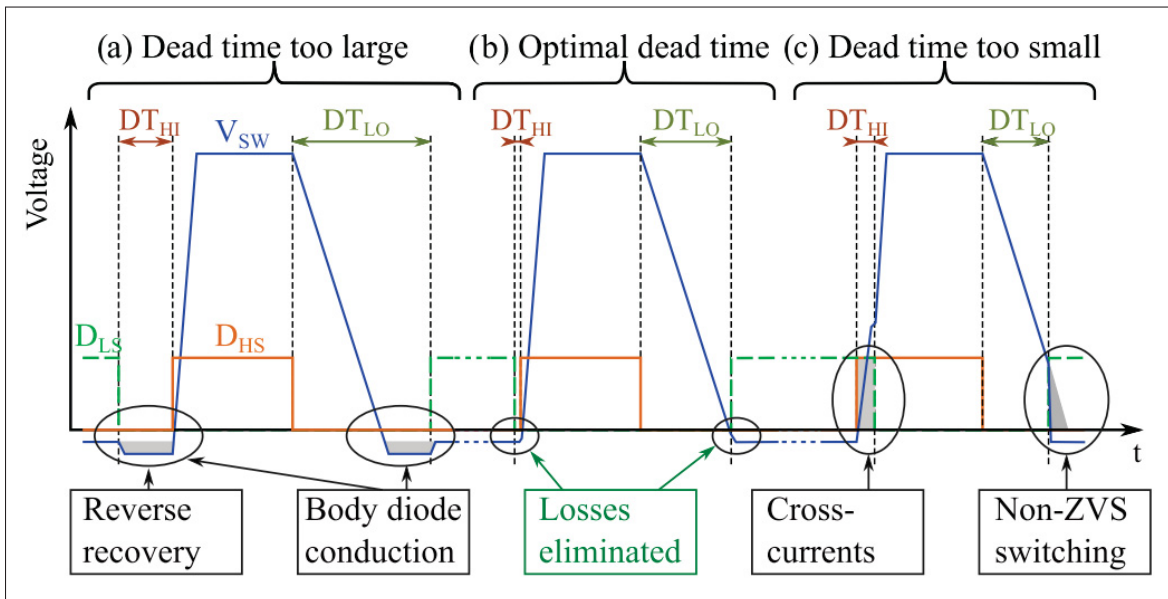 (a) Dead time too large
(b) Optimal dead time
(c) Dead time too small
DT_HI
V_SW
DT_LO
DT_HI
DT_LO
DT_HI
DT_LO
Voltage
D_LS
D_HS
t
Reverse
recovery
Body diode
conduction
Losses
eliminated
Cross-
currents
Non-ZVS
switching